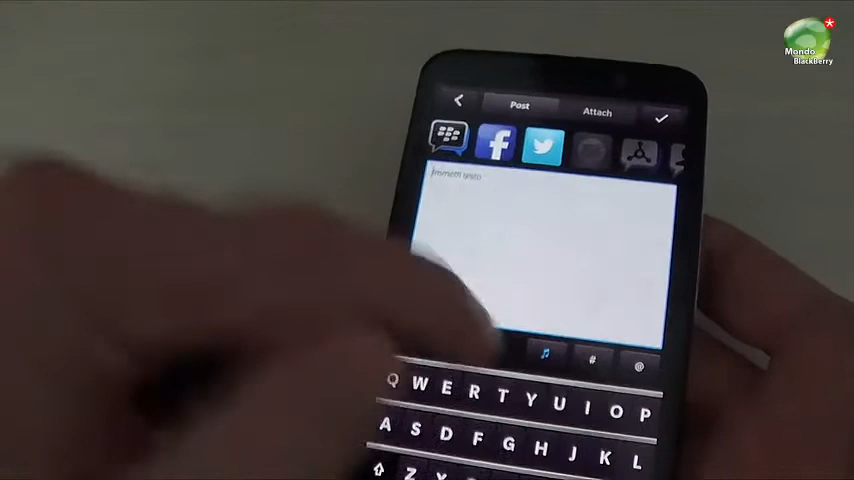 Mondo
BlackBerry
Post Attach
Immetti testo
# @
Q W E R T Y U I O P
A S D F G H J K L
Z